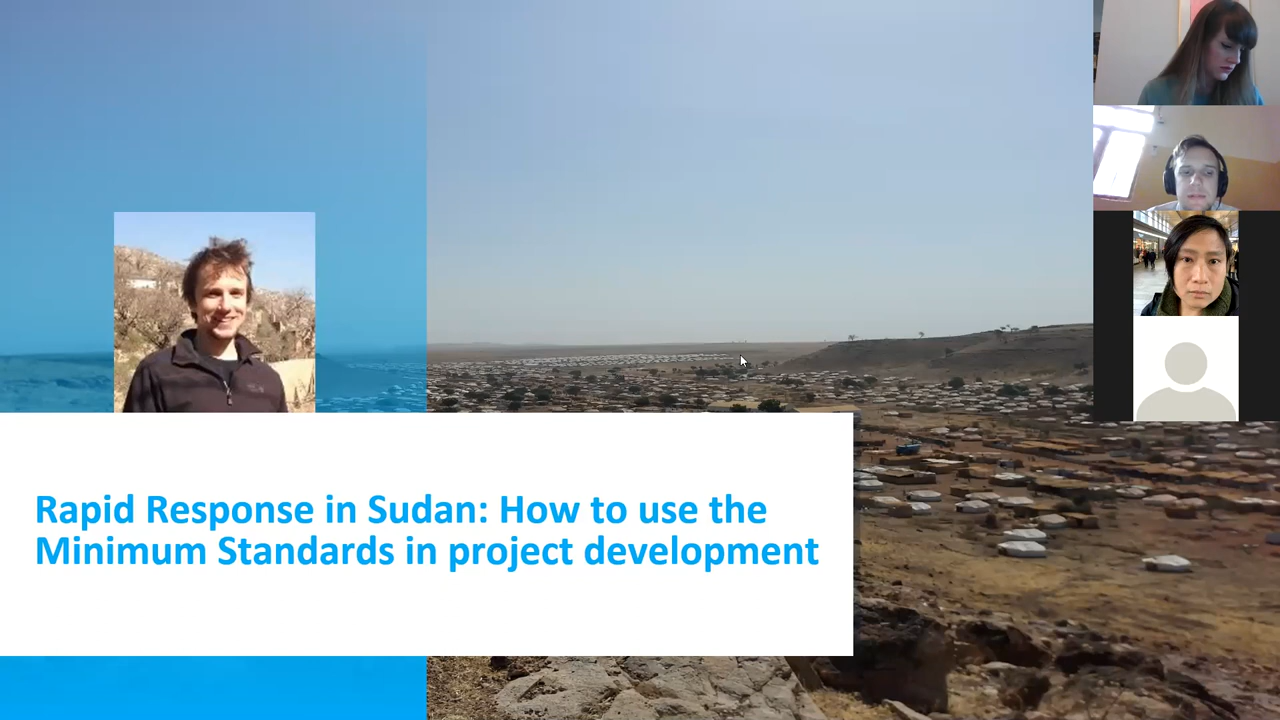 Rapid Response in Sudan: How to use the
Minimum Standards in project development